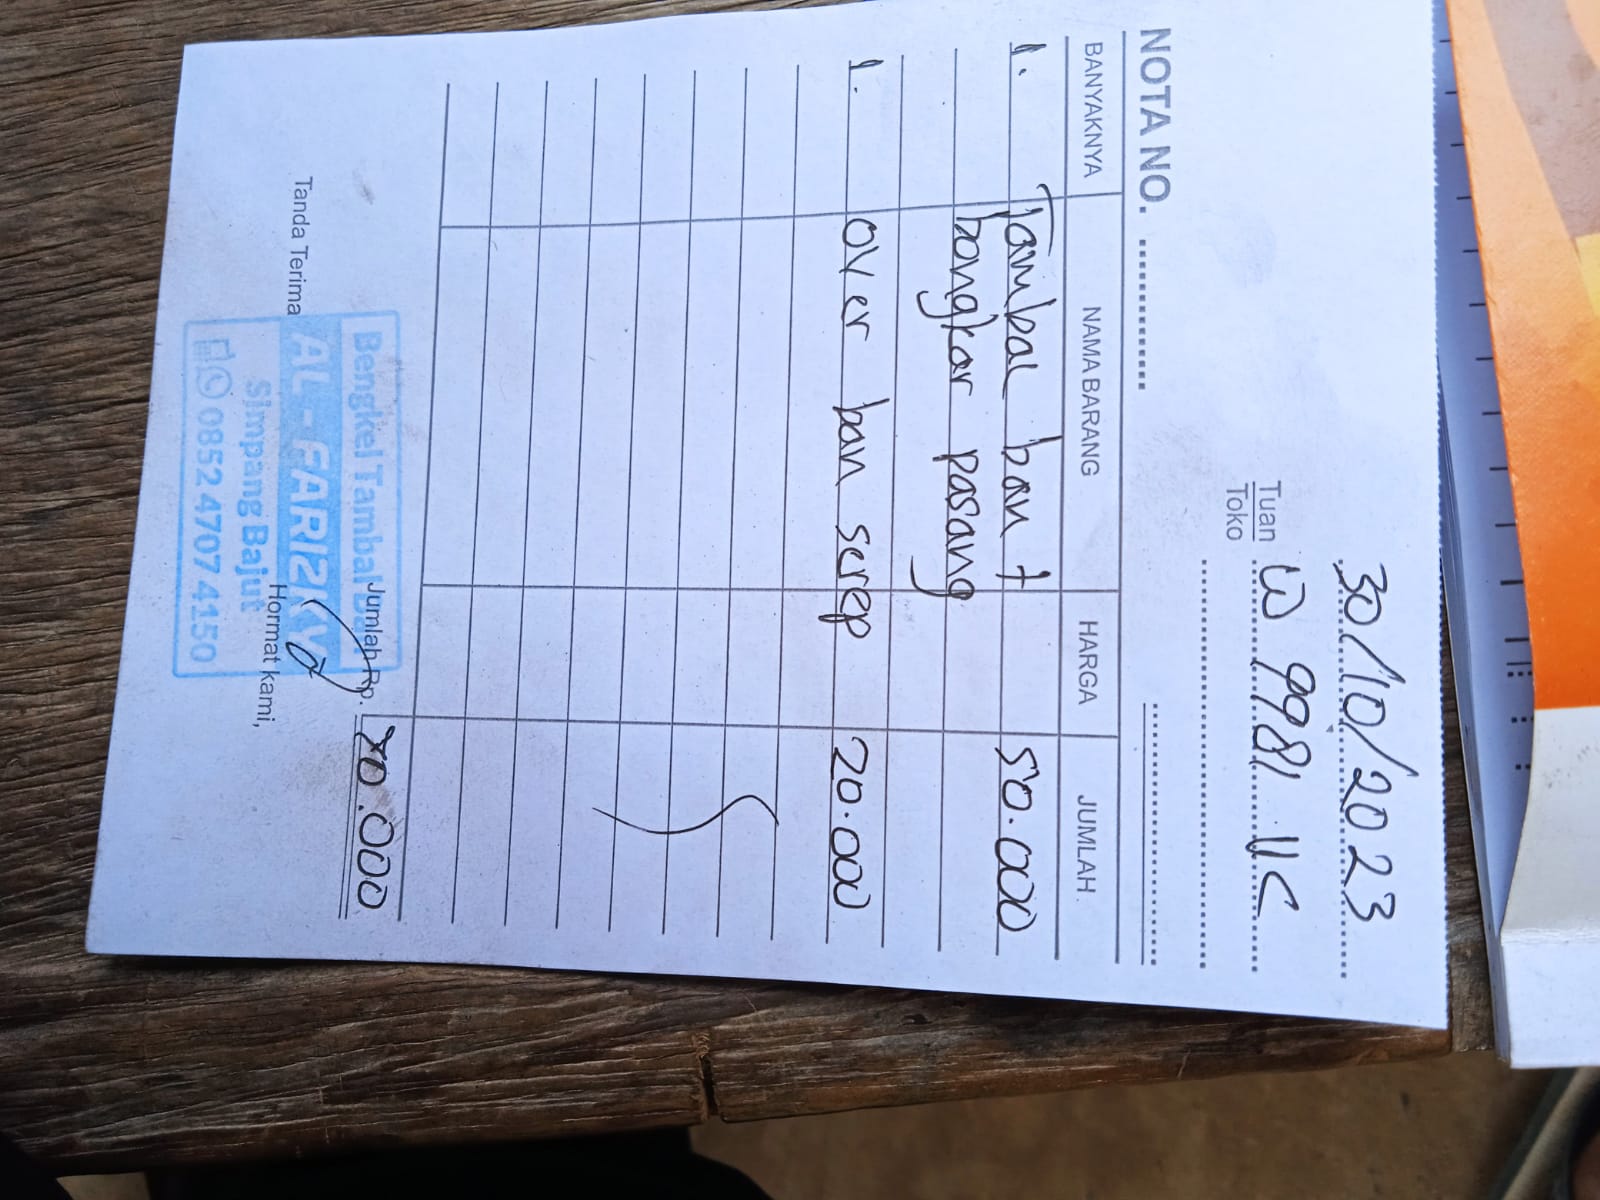 30/10/2023
Tuan W 9981 UC
Toko
NOTA NO.
BANYAKNYA NAMA BARANG HARGA JUMLAH
1. Tambal ban + 50.000
bongkar pasang
1. over ban screp 20.000
Jumlah Rp. 70.000
Tanda Terima Hormat kami,
Bengkel Tambal Ban
AL - FARIZKY
Simpang Bajut
0852 4707 4150